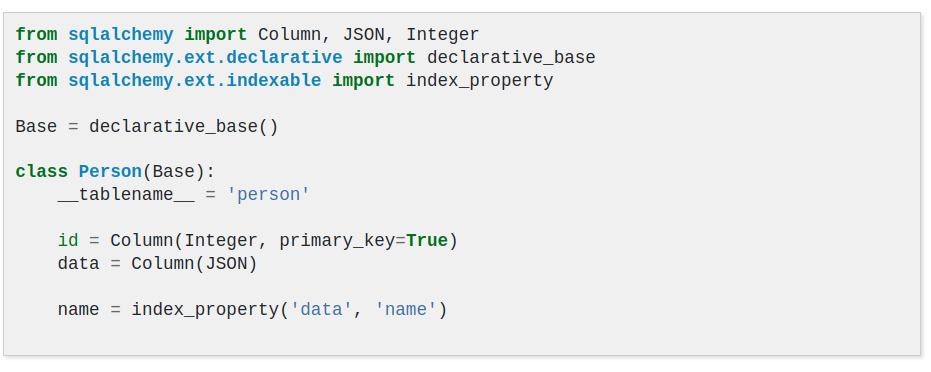 from sqlalchemy import Column, JSON, Integer
from sqlalchemy.ext.declarative import declarative_base
from sqlalchemy.ext.indexable import index_property

Base = declarative_base()

class Person(Base):
    __tablename__ = 'person'

    id = Column(Integer, primary_key=True)
    data = Column(JSON)

    name = index_property('data', 'name')